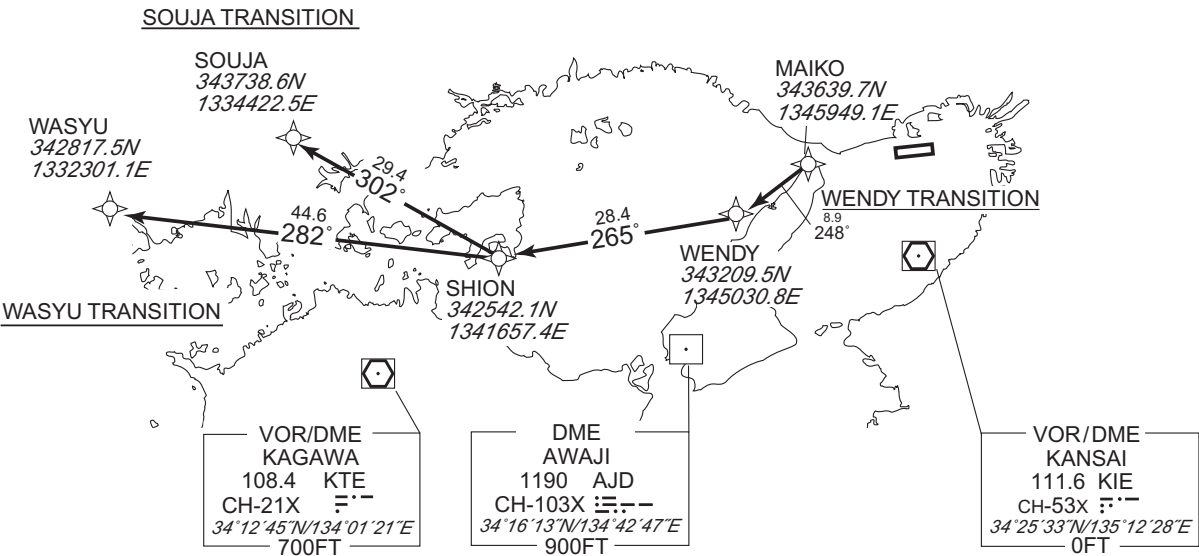 SOUJA TRANSITION
SOUJA
343738.6N
1334422.5E
MAIKO
343639.7N
1345949.1E
WASYU
342817.5N
1332301.1E
29.4
302°
44.6
282°
28.4
265°
WENDY TRANSITION
8.9
248°
WENDY
343209.5N
1345030.8E
SHION
342542.1N
1341657.4E
WASYU TRANSITION
VOR/DME
KAGAWA
108.4 KTE
CH-21X
34°12´45˝N/134°01´21˝E
700FT
DME
AWAJI
1190 AJD
CH-103X
34°16´13˝N/134°42´47˝E
900FT
VOR/DME
KANSAI
111.6 KIE
CH-53X
34°25´33˝N/135°12´28˝E
0FT